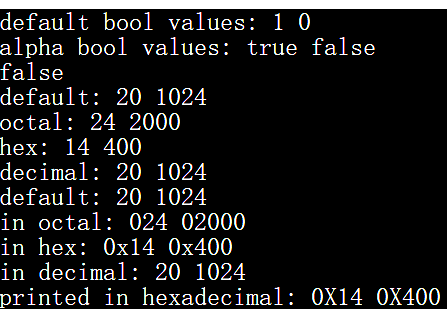 default bool values: 1 0
alpha bool values: true false
false
default: 20 1024
octal: 24 2000
hex: 14 400
decimal: 20 1024
default: 20 1024
in octal: 024 02000
in hex: 0x14 0x400
in decimal: 20 1024
printed in hexadecimal: 0X14 0X400